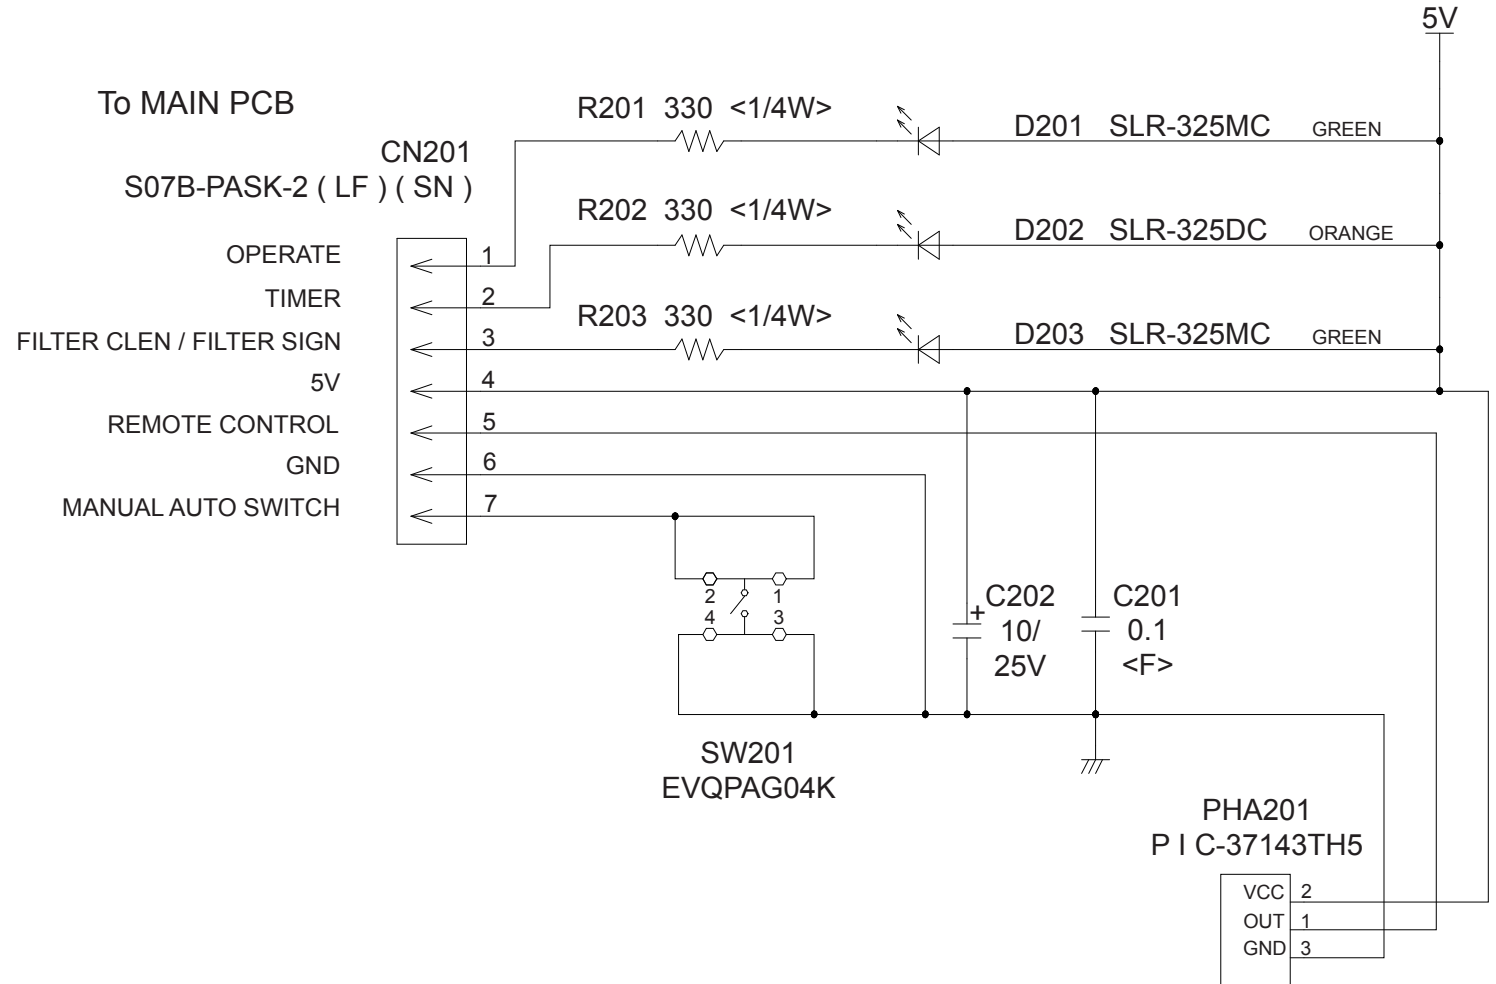 5V
To MAIN PCB
CN201
S07B-PASK-2 ( LF ) ( SN )
R201 330 <1/4W>
D201 SLR-325MC GREEN
R202 330 <1/4W>
D202 SLR-325DC ORANGE
R203 330 <1/4W>
D203 SLR-325MC GREEN
OPERATE 1
TIMER 2
FILTER CLEN / FILTER SIGN 3
5V 4
REMOTE CONTROL 5
GND 6
MANUAL AUTO SWITCH 7
2 1
4 3
SW201
EVQPAG04K
+ C202
10/
25V
C201
0.1
<F>
PHA201
P I C-37143TH5
VCC 2
OUT 1
GND 3